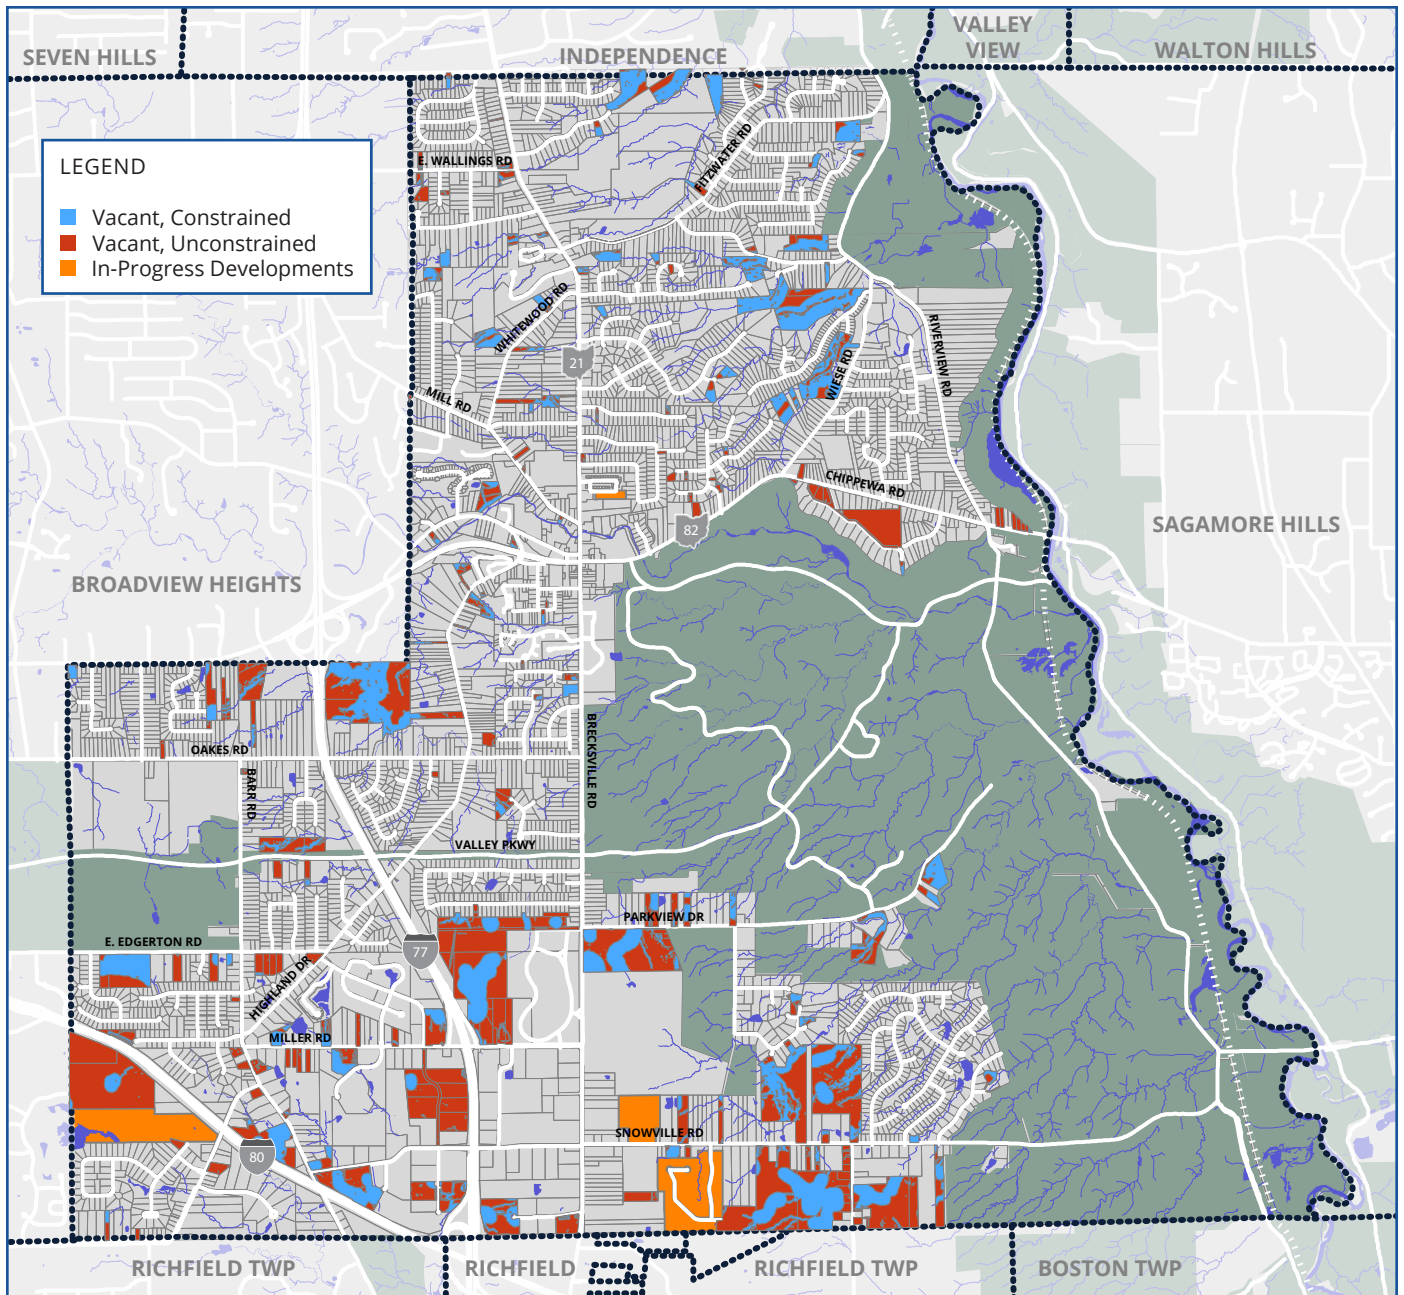 VALLEY
VIEW
SEVEN HILLS
INDEPENDENCE
WALTON HILLS
LEGEND
Vacant, Constrained
Vacant, Unconstrained
In-Progress Developments
E. WALLINGS RD
FITZWATER RD
WHITEWOOD RD
RIVERVIEW RD
21
WIESE RD
MILL RD
CHIPPEWA RD
82
SAGAMORE HILLS
BROADVIEW HEIGHTS
OAKES RD
BARR RD
BRECKSVILLE RD
VALLEY PKWY
PARKVIEW DR
E. EDGERTON RD
77
HIGHLAND DR
MILLER RD
SNOWVILLE RD
80
RICHFIELD TWP
RICHFIELD
RICHFIELD TWP
BOSTON TWP